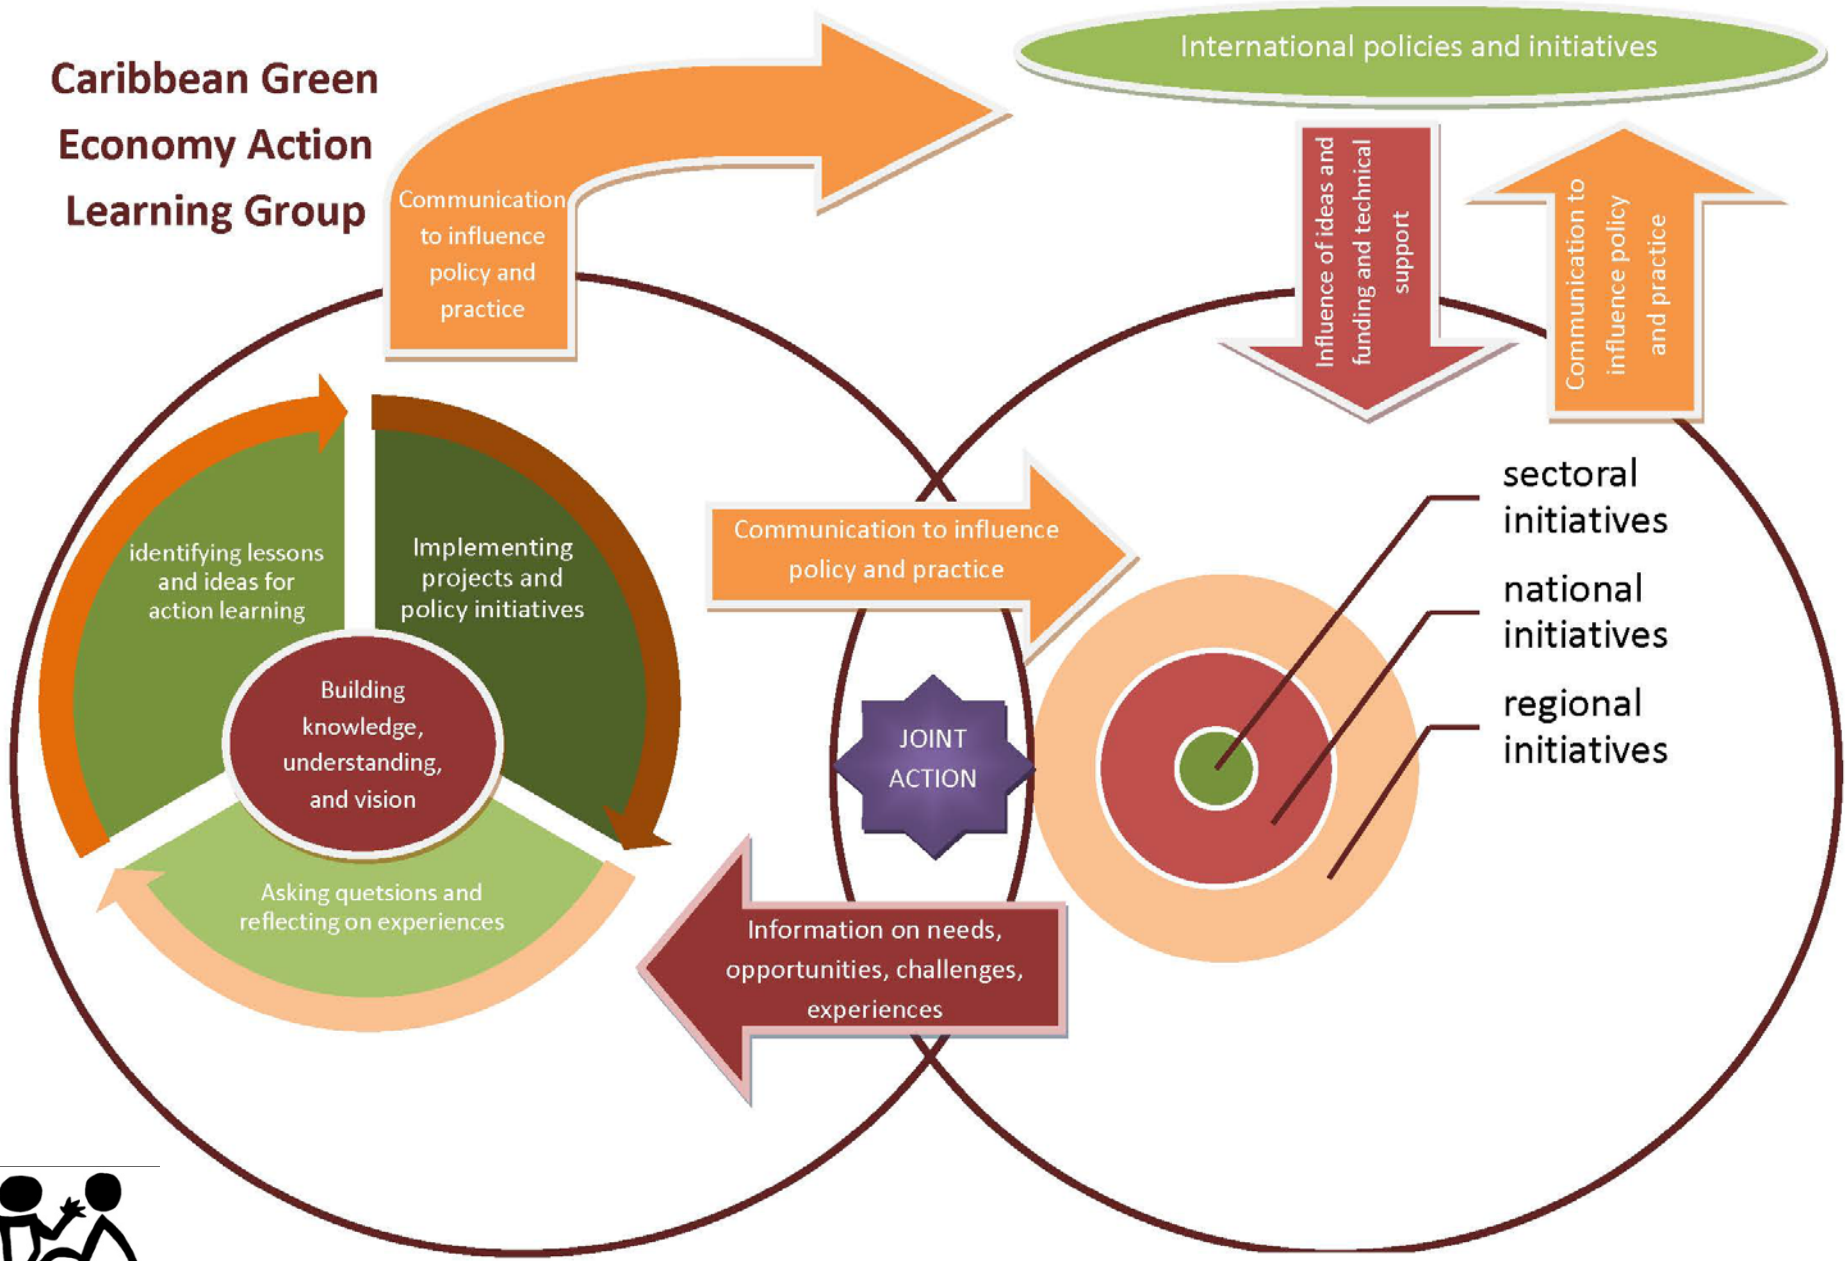 Caribbean Green
Economy Action
Learning Group
International policies and initiatives
Communication
to influence
policy and
practice
Influence of ideas and
funding and technical
support
Communication to
influence policy
and practice
identifying lessons
and ideas for
action learning
Implementing
projects and
policy initiatives
Building
knowledge,
understanding,
and vision
Asking quetsions and
reflecting on experiences
Communication to influence
policy and practice
JOINT
ACTION
Information on needs,
opportunities, challenges,
experiences
sectoral
initiatives
national
initiatives
regional
initiatives